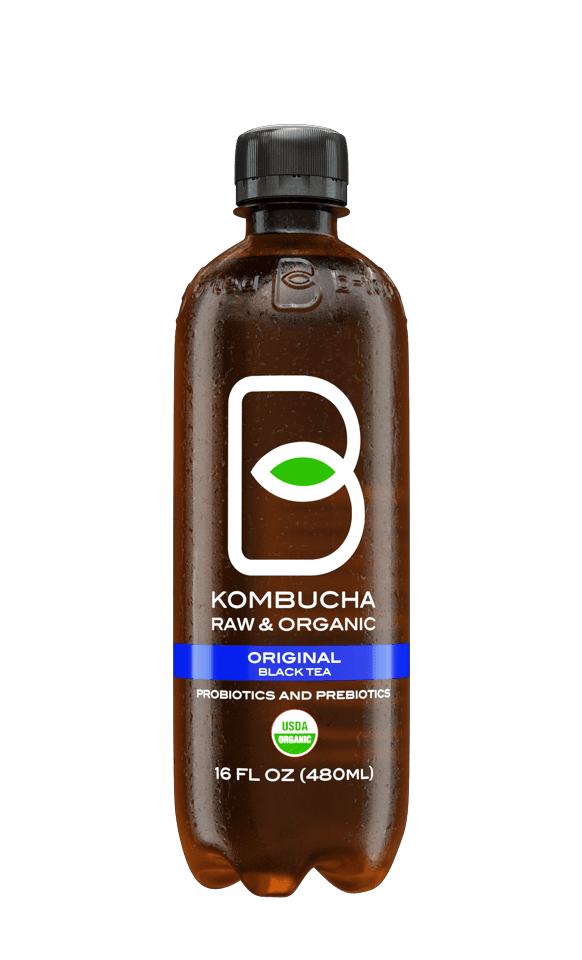 B
KOMBUCHA
RAW & ORGANIC
ORIGINAL
BLACK TEA
PROBIOTICS AND PREBIOTICS
USDA
ORGANIC
16 FL OZ (480ML)